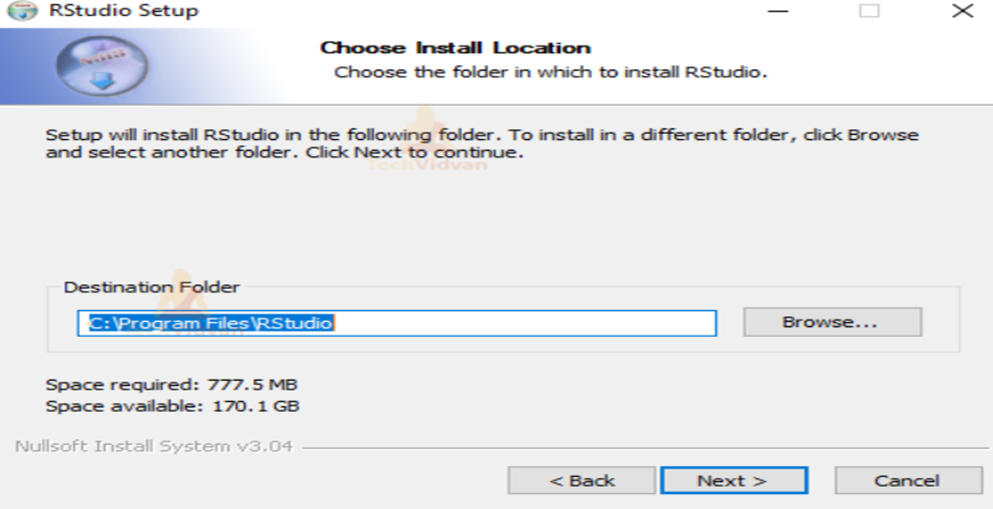 RStudio Setup
Choose Install Location
Choose the folder in which to install RStudio.
Setup will install RStudio in the following folder. To install in a different folder, click Browse
and select another folder. Click Next to continue.
TechVidvan
Destination Folder
C:\Program Files\RStudio
Browse...
Space required: 777.5 MB
Space available: 170.1 GB
Nullsoft Install System v3.04
< Back
Next >
Cancel